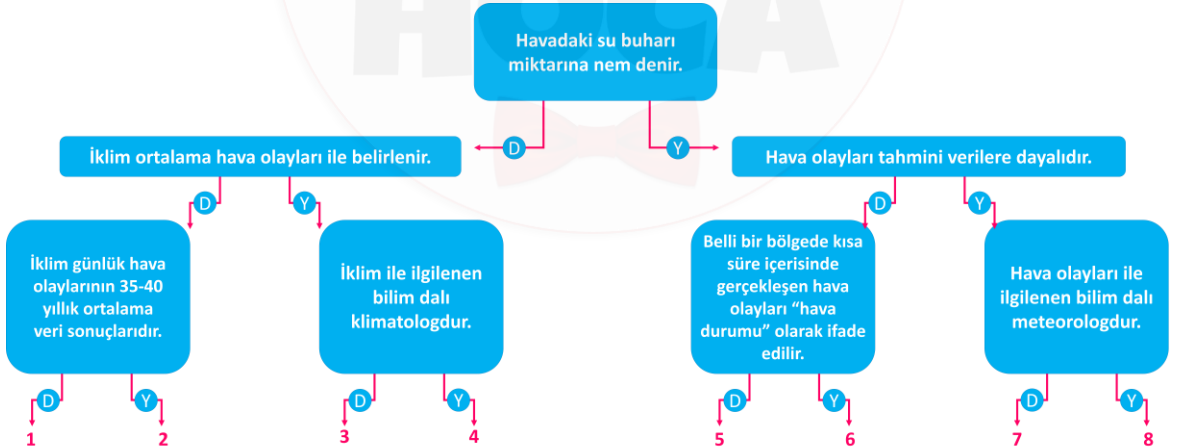 HOCA
Havadaki su buharı
miktarına nem denir.
D
Y
İklim ortalama hava olayları ile belirlenir.
Hava olayları tahmini verilere dayalıdır.
D
Y
D
Y
İklim günlük hava
olaylarının 35-40
yıllık ortalama
veri sonuçlarıdır.
İklim ile ilgilenen
bilim dalı
klimatologdur.
Belli bir bölgede kısa
süre içerisinde
gerçekleşen hava
olayları “hava
durumu” olarak ifade
edilir.
Hava olayları ile
ilgilenen bilim dalı
meteorologdur.
D
Y
D
Y
D
Y
D
Y
1
2
3
4
5
6
7
8